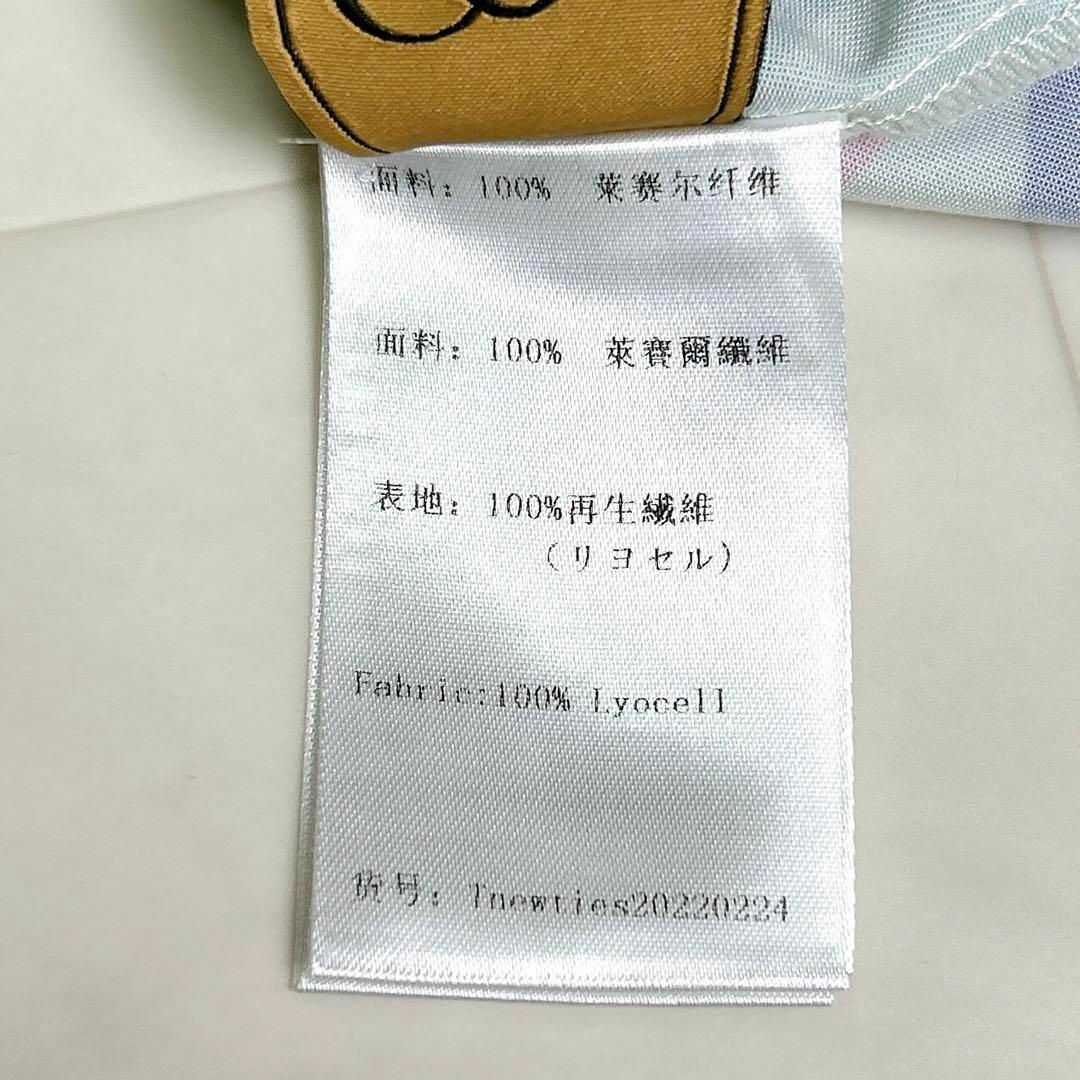 面料: 100% 莱赛尔纤维
面料: 100% 萊賽爾纖維
表地: 100%再生繊維
(リヨセル)
Fabric:100% Lyocell
货号: Tnewties20220224